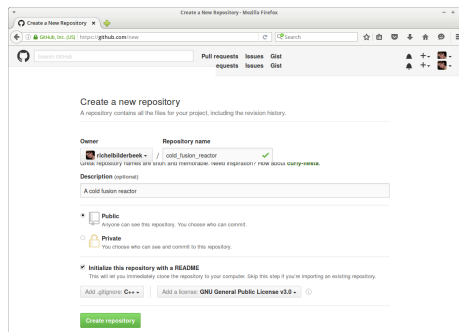 Create a New Repository - Mozilla Firefox
Create a New Repository
GitHub, Inc. (US) https://github.com/new
Search
Search GitHub
Pull requests Issues Gist
equests Issues Gist
Create a new repository
A repository contains all the files for your project, including the revision history.
Owner Repository name
richelbilderbeek / cold_fusion_reactor
Great repository names are short and memorable. Need inspiration? How about
Description (optional)
A cold fusion reactor
Public
Anyone can see this repository. You choose who can commit.
Private
You choose who can see and commit to this repository.
Initialize this repository with a README
This will let you immediately clone the repository to your computer. Skip this step if you're importing an existing repository.
Add .gitignore: C++ Add a license: GNU General Public License v3.0
Create repository